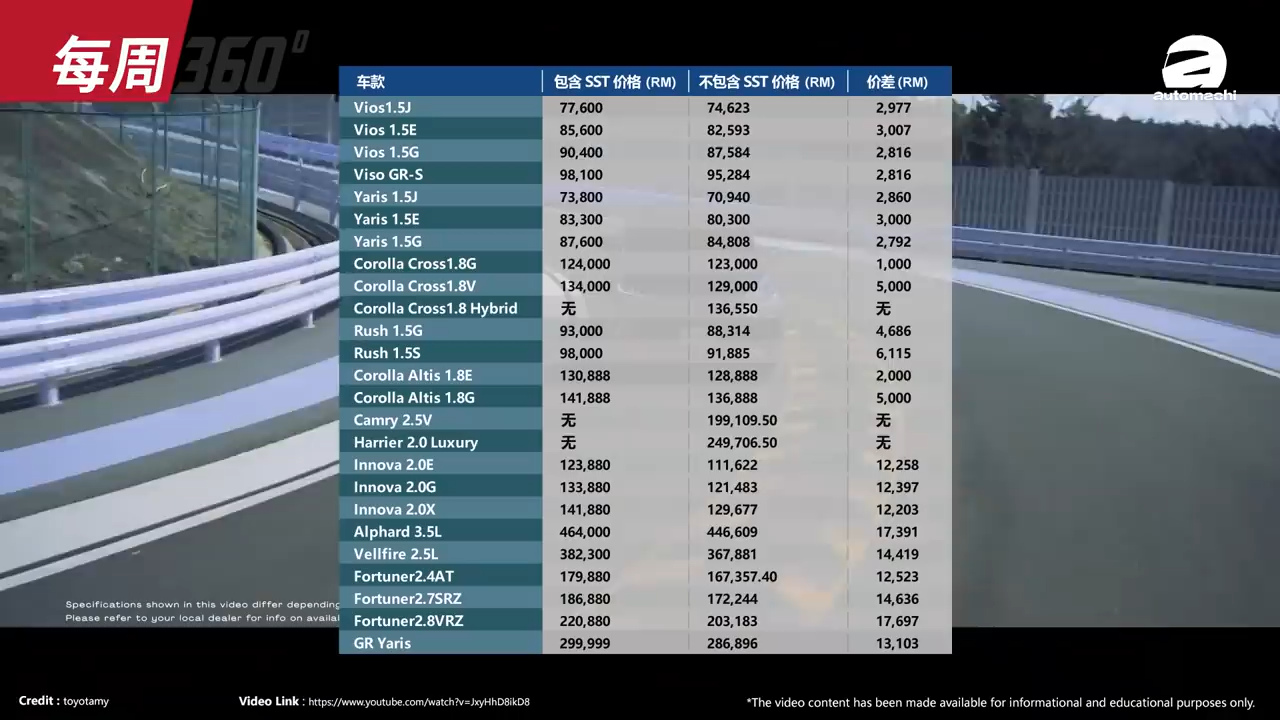 每周360°
automachi
车款 包含 SST 价格 (RM) 不包含 SST 价格 (RM) 价差 (RM)
Vios1.5J 77,600 74,623 2,977
Vios 1.5E 85,600 82,593 3,007
Vios 1.5G 90,400 87,584 2,816
Viso GR-S 98,100 95,284 2,816
Yaris 1.5J 73,800 70,940 2,860
Yaris 1.5E 83,300 80,300 3,000
Yaris 1.5G 87,600 84,808 2,792
Corolla Cross1.8G 124,000 123,000 1,000
Corolla Cross1.8V 134,000 129,000 5,000
Corolla Cross1.8 Hybrid 无 136,550 无
Rush 1.5G 93,000 88,314 4,686
Rush 1.5S 98,000 91,885 6,115
Corolla Altis 1.8E 130,888 128,888 2,000
Corolla Altis 1.8G 141,888 136,888 5,000
Camry 2.5V 无 199,109.50 无
Harrier 2.0 Luxury 无 249,706.50 无
Innova 2.0E 123,880 111,622 12,258
Innova 2.0G 133,880 121,483 12,397
Innova 2.0X 141,880 129,677 12,203
Alphard 3.5L 464,000 446,609 17,391
Vellfire 2.5L 382,300 367,881 14,419
Fortuner2.4AT 179,880 167,357.40 12,523
Fortuner2.7SRZ 186,880 172,244 14,636
Fortuner2.8VRZ 220,880 203,183 17,697
GR Yaris 299,999 286,896 13,103
Specifications shown in this video differ depending
Please refer to your local dealer for info on availa
Credit : toyotamy
Video Link : https://www.youtube.com/watch?v=JxyHhD8ikD8
*The video content has been made available for informational and educational purposes only.